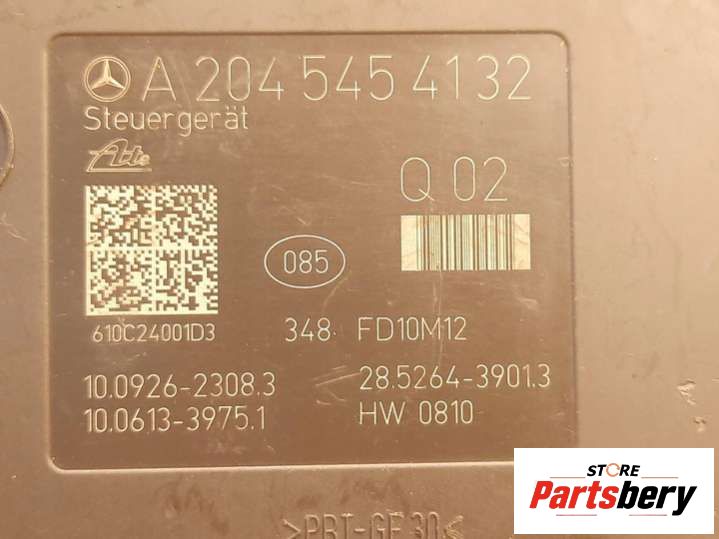 A 204 545 4132
Steuergerät
Ate
Q 02
085
610C24001D3
348 FD10M12
10.0926-2308.3 28.5264-3901.3
10.0613-3975.1 HW 0810
>PBT-GF30<
STORE
Partsbery